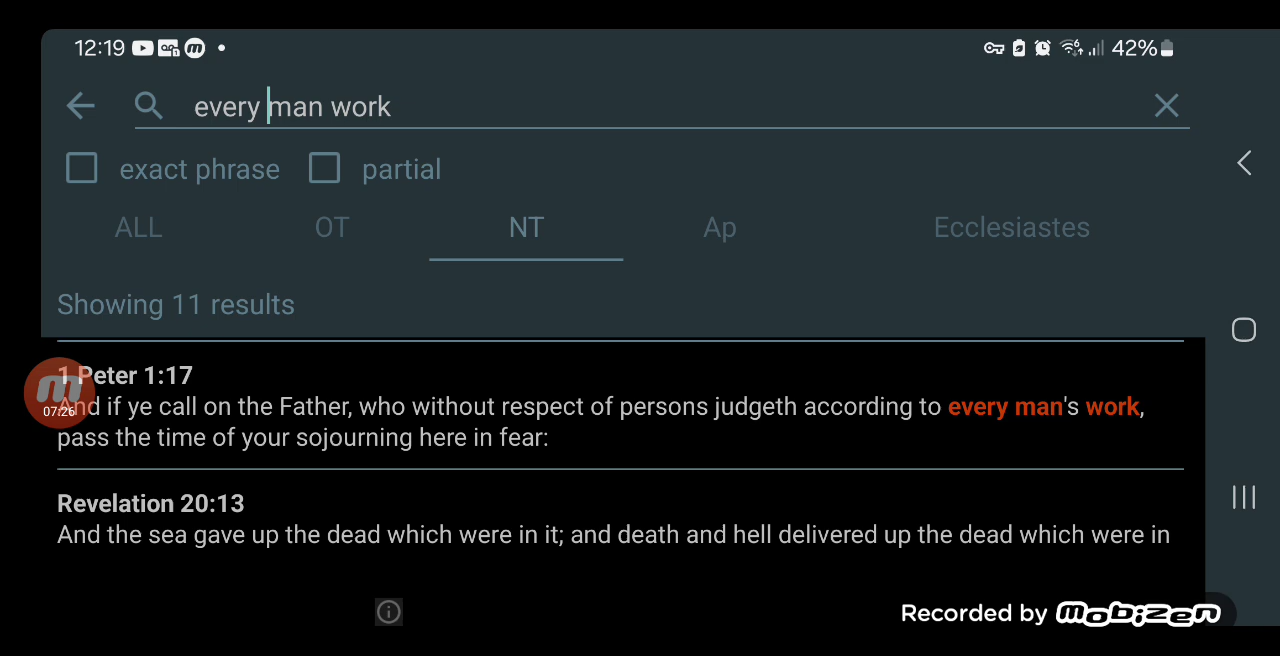 12:19 42%
every man work
exact phrase partial
ALL OT NT Ap Ecclesiastes
Showing 11 results
1 Peter 1:17
And if ye call on the Father, who without respect of persons judgeth according to every man's work,
pass the time of your sojourning here in fear:
07:26
Revelation 20:13
And the sea gave up the dead which were in it; and death and hell delivered up the dead which were in
Recorded by mobizen